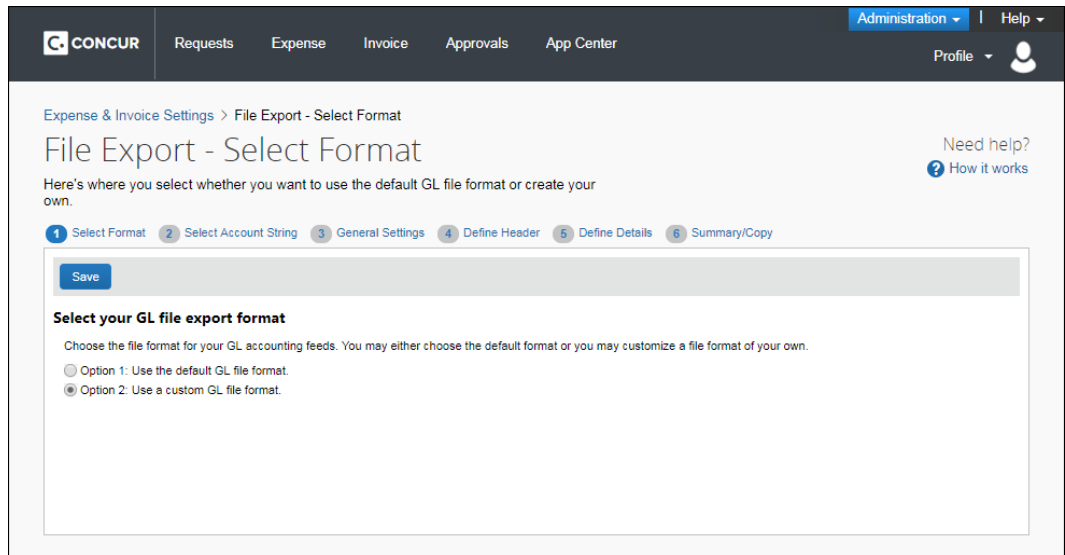 Administration | Help
C. CONCUR Requests Expense Invoice Approvals App Center
Profile
Expense & Invoice Settings > File Export - Select Format
File Export - Select Format
Need help?
? How it works
Here's where you select whether you want to use the default GL file format or create your
own.
1 Select Format 2 Select Account String 3 General Settings 4 Define Header 5 Define Details 6 Summary/Copy
Save
Select your GL file export format
Choose the file format for your GL accounting feeds. You may either choose the default format or you may customize a file format of your own.
Option 1: Use the default GL file format.
Option 2: Use a custom GL file format.